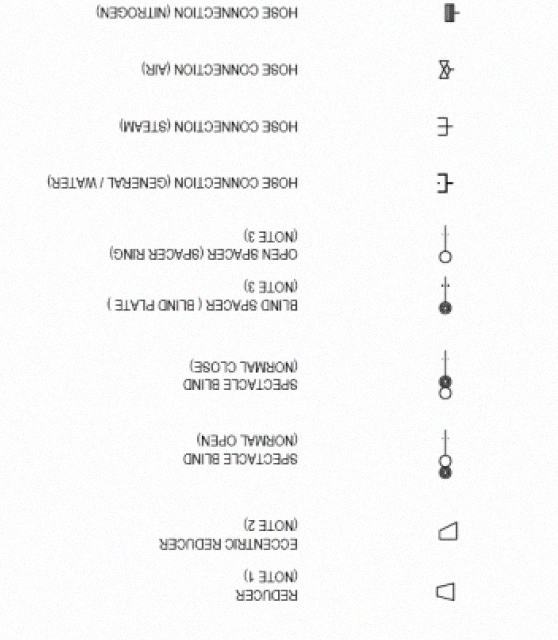 REDUCER
(NOTE 1)
ECCENTRIC REDUCER
(NOTE 2)
SPECTACLE BLIND
(NORMAL OPEN)
SPECTACLE BLIND
(NORMAL CLOSE)
BLIND SPACER ( BLIND PLATE )
(NOTE 3)
OPEN SPACER (SPACER RING)
(NOTE 3)
HOSE CONNECTION (GENERAL / WATER)
HOSE CONNECTION (STEAM)
HOSE CONNECTION (AIR)
HOSE CONNECTION (NITROGEN)